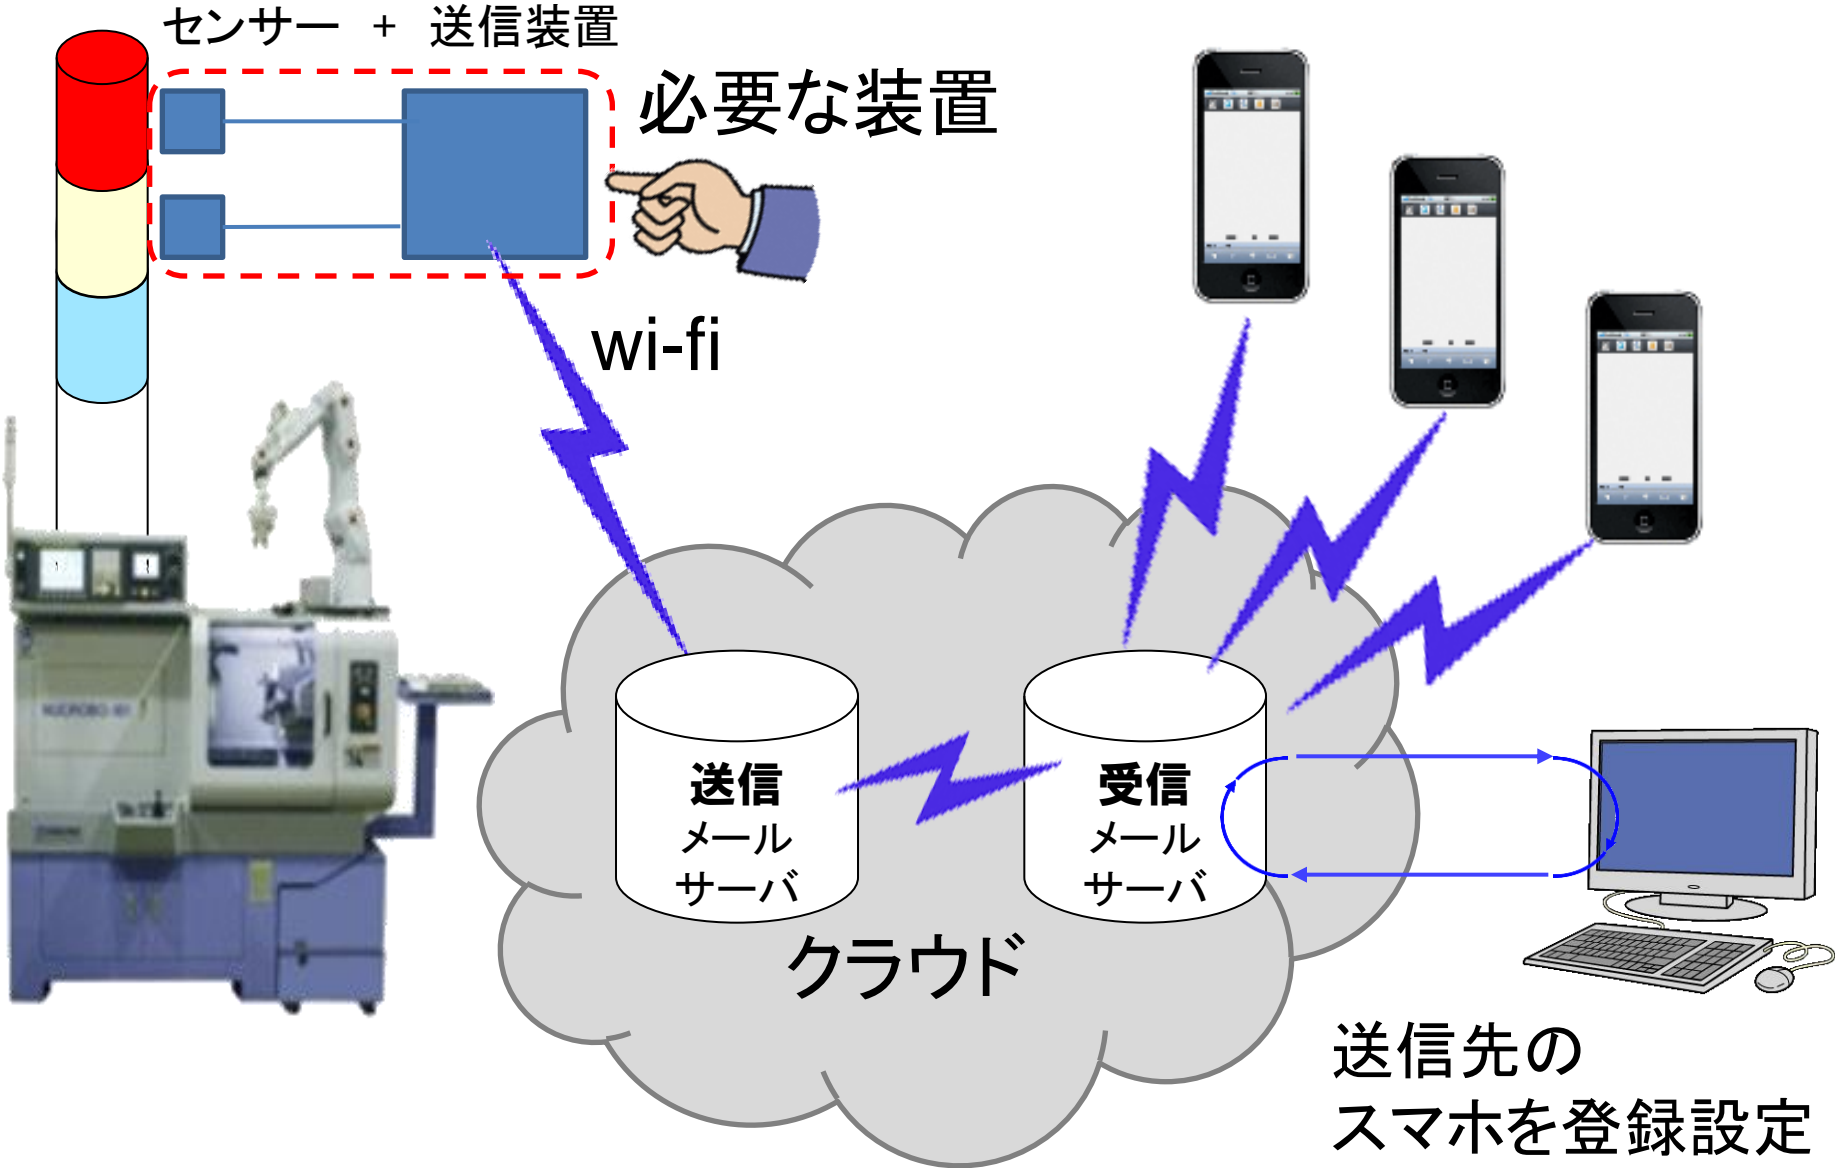 センサー + 送信装置
必要な装置
wi-fi
送信
メール
サーバ
受信
メール
サーバ
クラウド
送信先の
スマホを登録設定